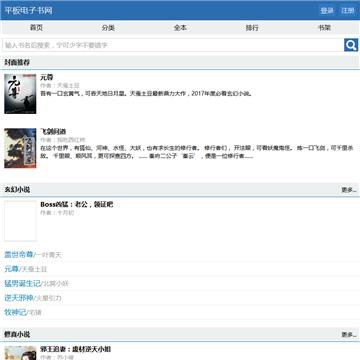 平板电子书网 登录 注册
首页 分类 全本 排行 书架
输入书名后搜索，宁可少字不要错字
封面推荐
元尊
作者：天蚕土豆
吾有一口玄黄气，可吞天地日月星。天蚕土豆最新鼎力大作，2017年度必看玄幻小说。
飞剑问道
作者：我吃西红柿
在这个世界，有狐仙、河神、水怪、大妖，也有求长生的修行者。修行者们，开法眼，可看妖魔鬼怪。炼一口飞剑，可千里杀
敌。千里眼、顺风耳，更可探查四方。......秦府二公子‘秦云’，便是一位修行者......
玄幻小说 更多...
Boss凶猛：老公，领证吧
作者：十月初
盖世帝尊/一叶青天
元尊/天蚕土豆
猛男诞生记/北冥小妖
逆天邪神/火星引力
牧神记/宅猪
修真小说 更多...
邪王追妻：废材逆天小姐
作者：苏小暖